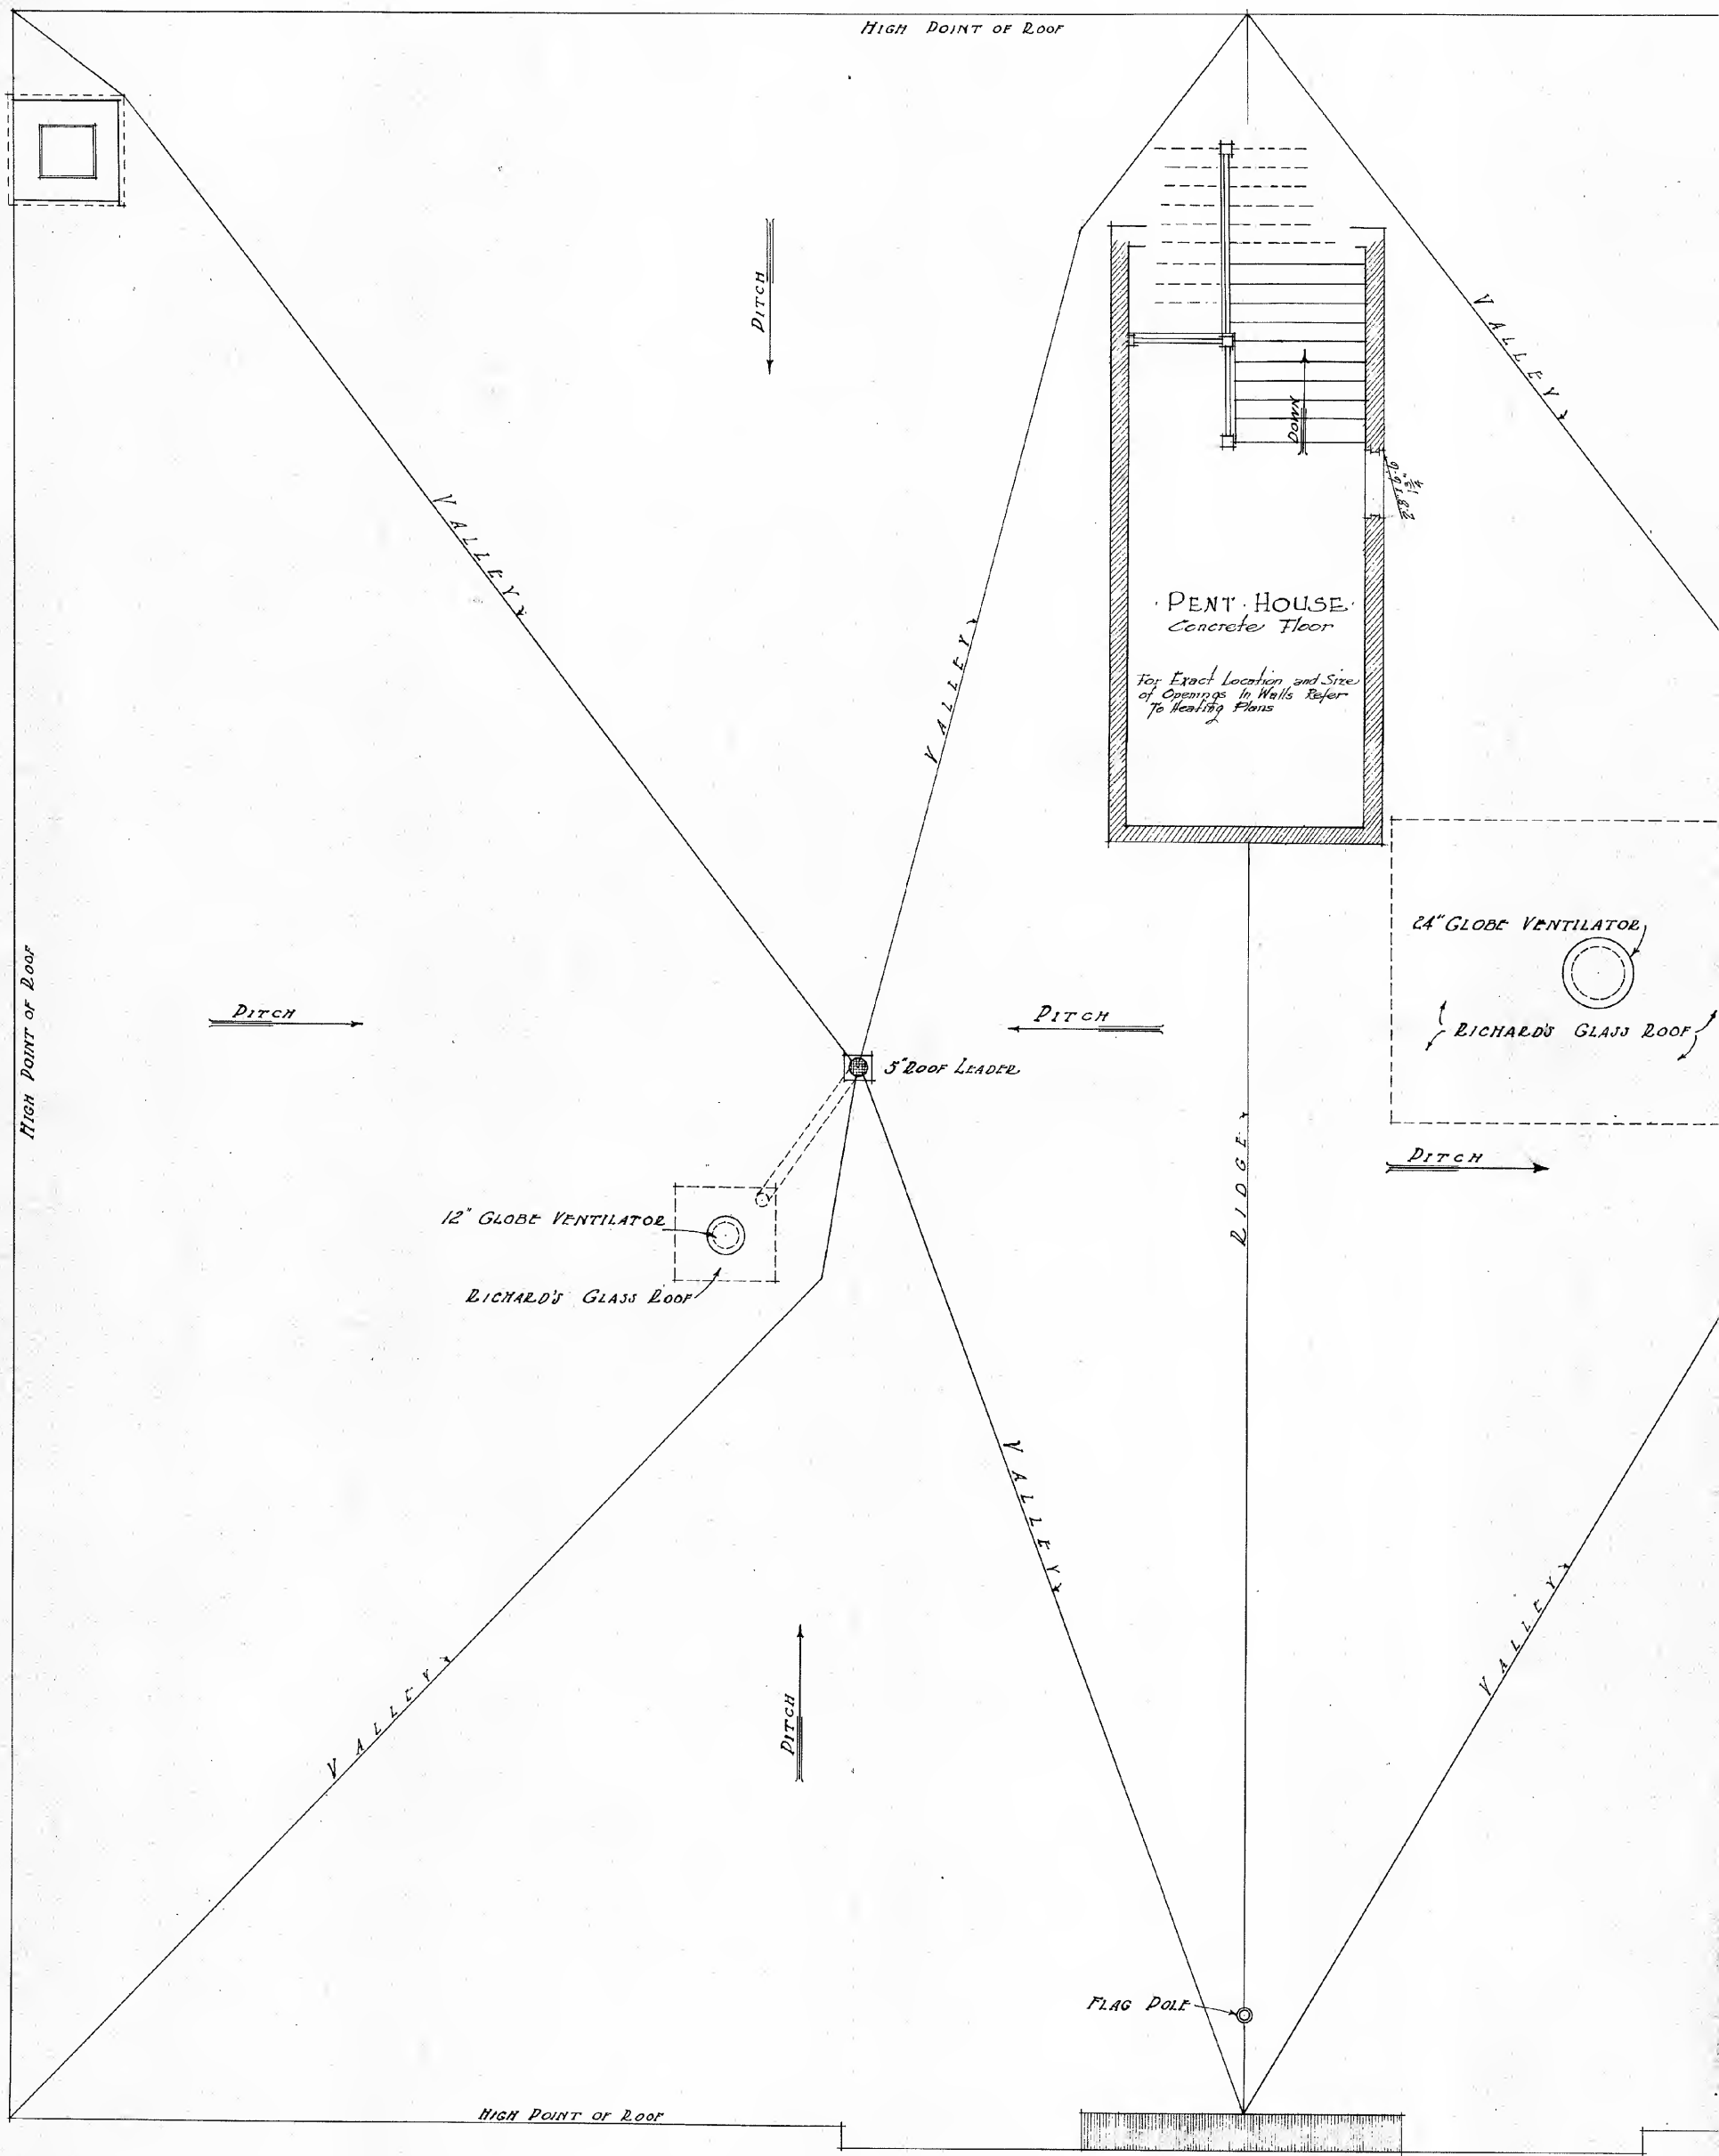 HIGH POINT OF ROOF
PITCH
VALLEY
DOWN
VALLEY
VALLEY
· PENT · HOUSE ·
Concrete Floor
For Exact Location and Size
of Openings In Walls Refer
To Heating Plans
24" GLOBE VENTILATOR
RICHARD'S GLASS ROOF
HIGH POINT OF ROOF
PITCH
PITCH
5" ROOF LEADER
RIDGE
PITCH
12" GLOBE VENTILATOR
RICHARD'S GLASS ROOF
VALLEY
VALLEY
VALLEY
PITCH
FLAG POLE
HIGH POINT OF ROOF